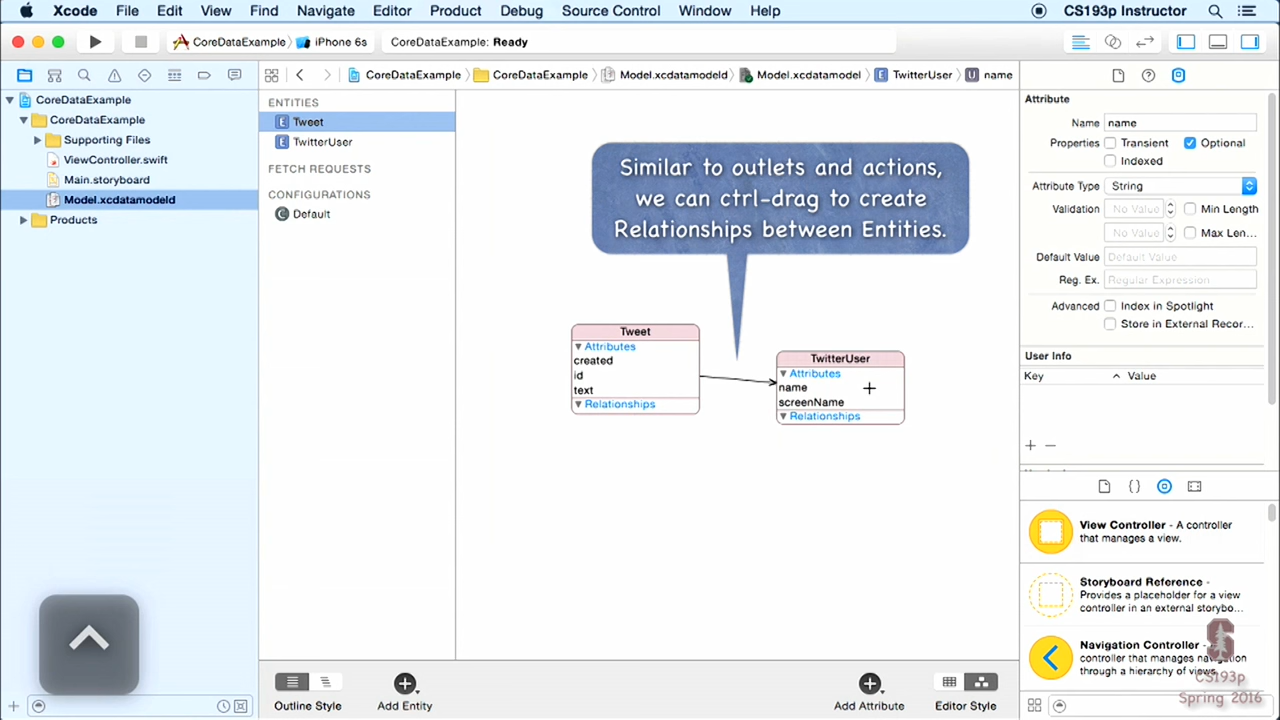 Xcode File Edit View Find Navigate Editor Product Debug Source Control Window Help CS193p Instructor
CoreDataExample iPhone 6s CoreDataExample: Ready
CoreDataExample CoreDataExample Model.xcdatamodeld Model.xcdatamodel TwitterUser name
CoreDataExample
CoreDataExample
Supporting Files
ViewController.swift
Main.storyboard
Model.xcdatamodeld
Products
ENTITIES
Tweet
TwitterUser
FETCH REQUESTS
CONFIGURATIONS
Default
Similar to outlets and actions,
we can ctrl-drag to create
Relationships between Entities.
Tweet
Attributes
created
id
text
Relationships
TwitterUser
Attributes
name
screenName
Relationships
Outline Style
Add Entity
Add Attribute
Editor Style
Attribute
Name name
Properties Transient Optional
Indexed
Attribute Type String
Validation No Value Min Length
No Value Max Len...
Default Value Default Value
Reg. Ex. Regular Expression
Advanced Index in Spotlight
Store in External Recor...
User Info
Key Value
View Controller - A controller
that manages a view.
Storyboard Reference -
Provides a placeholder for a view
controller in an external storybo...
Navigation Controller -
controller that manages navigation
through a hierarchy of views.
CS193p
Spring 2016